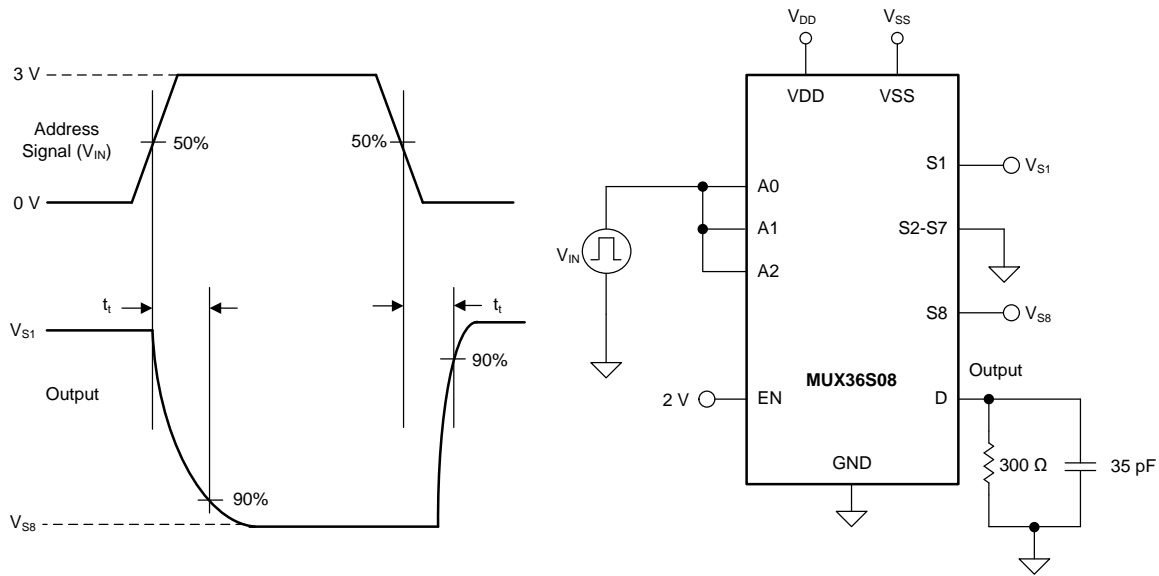 3 V
Address
Signal (VIN)
50%
50%
0 V
tt
tt
VS1
90%
Output
90%
VS8
VDD
VSS
VDD
VSS
S1
VS1
A0
A1
S2-S7
VIN
A2
S8
VS8
MUX36S08
Output
2 V
EN
D
300 Ω
35 pF
GND